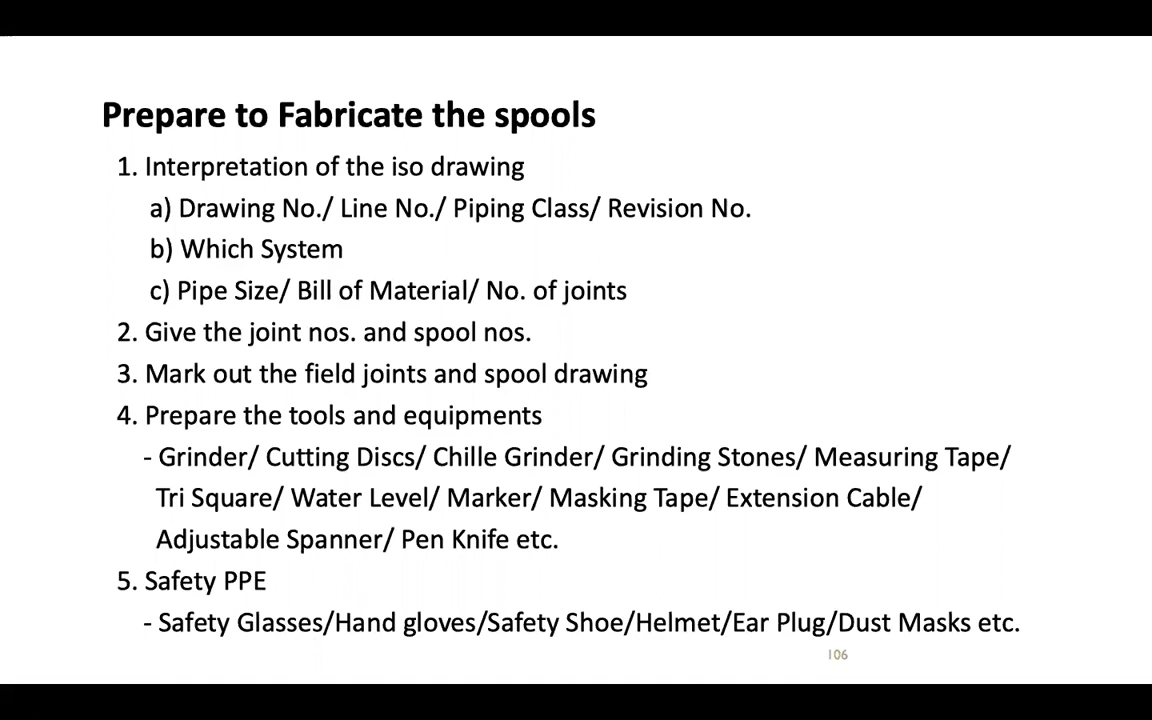 Prepare to Fabricate the spools
1. Interpretation of the iso drawing
a) Drawing No./ Line No./ Piping Class/ Revision No.
b) Which System
c) Pipe Size/ Bill of Material/ No. of joints
2. Give the joint nos. and spool nos.
3. Mark out the field joints and spool drawing
4. Prepare the tools and equipments
- Grinder/ Cutting Discs/ Chille Grinder/ Grinding Stones/ Measuring Tape/
Tri Square/ Water Level/ Marker/ Masking Tape/ Extension Cable/
Adjustable Spanner/ Pen Knife etc.
5. Safety PPE
- Safety Glasses/Hand gloves/Safety Shoe/Helmet/Ear Plug/Dust Masks etc.
106